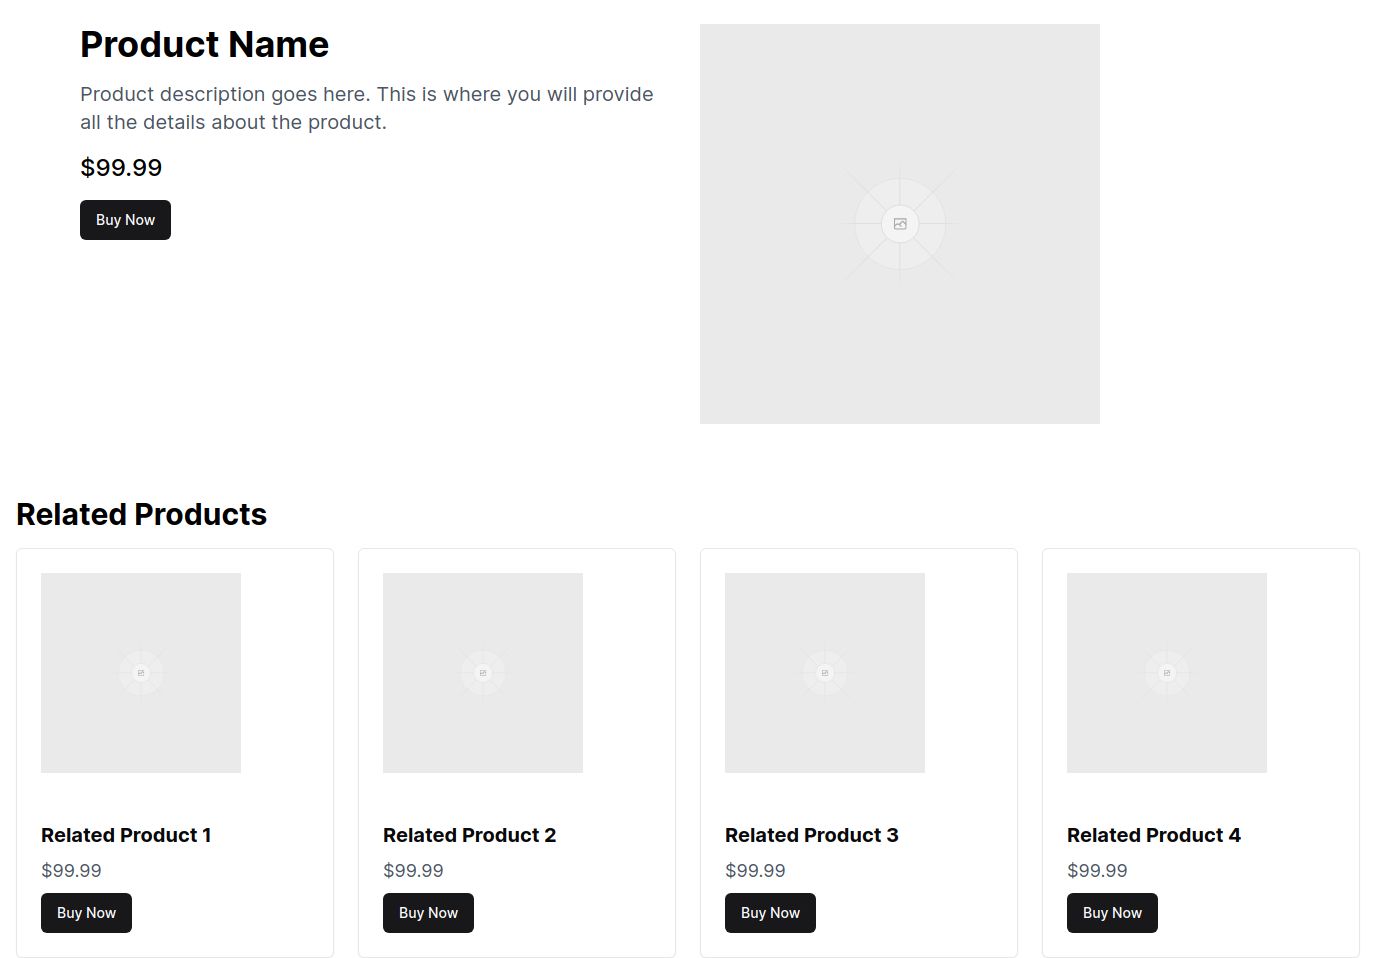 Product Name
Product description goes here. This is where you will provide
all the details about the product.
$99.99
Buy Now
Related Products
Related Product 1
$99.99
Buy Now
Related Product 2
$99.99
Buy Now
Related Product 3
$99.99
Buy Now
Related Product 4
$99.99
Buy Now